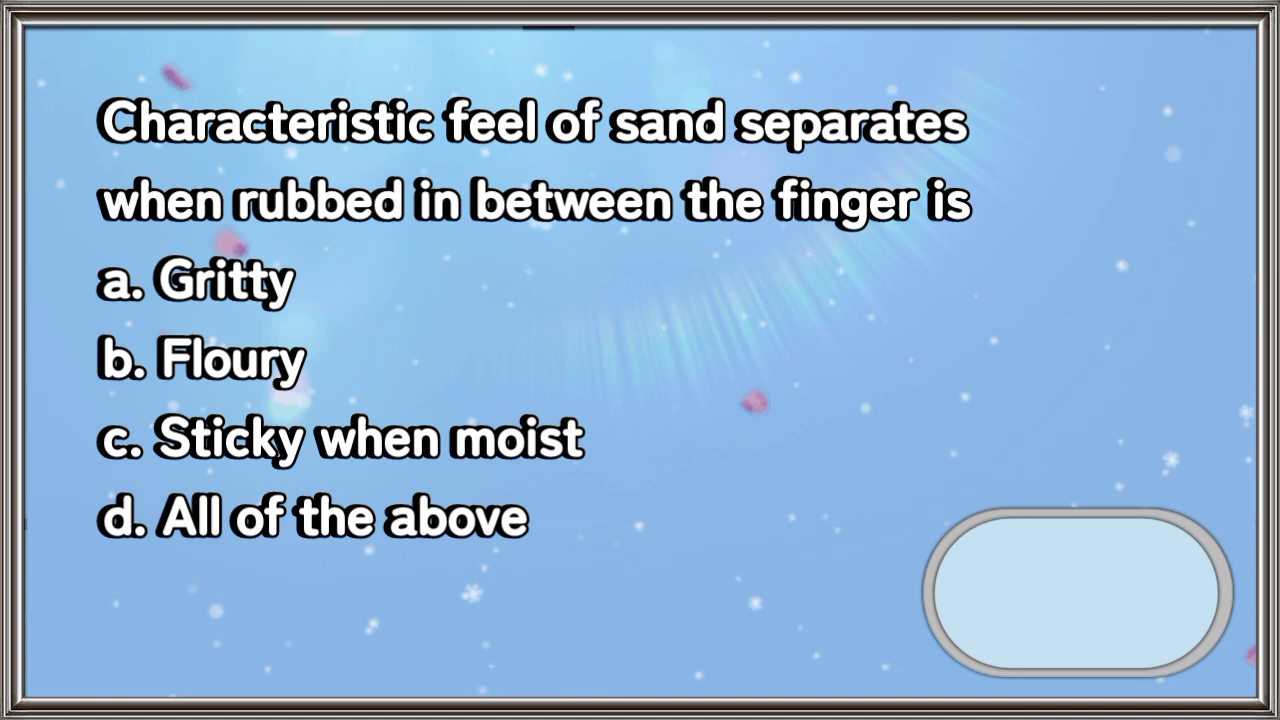 Characteristic feel of sand separates
when rubbed in between the finger is
a. Gritty
b. Floury
c. Sticky when moist
d. All of the above